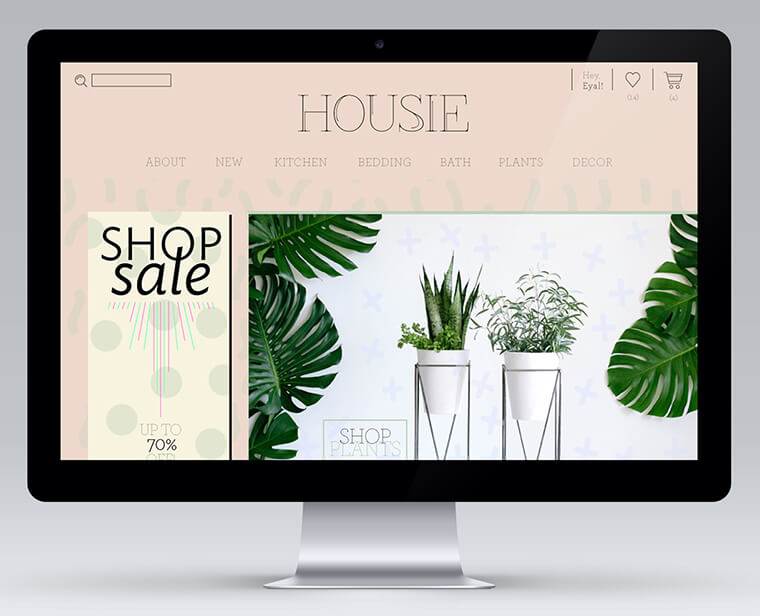 Hey,
Eyal!
(14)
(4)
HOUSIE
ABOUT NEW KITCHEN BEDDING BATH PLANTS DECOR
SHOP
sale
UP TO
70%
OFF
SHOP
PLANTS